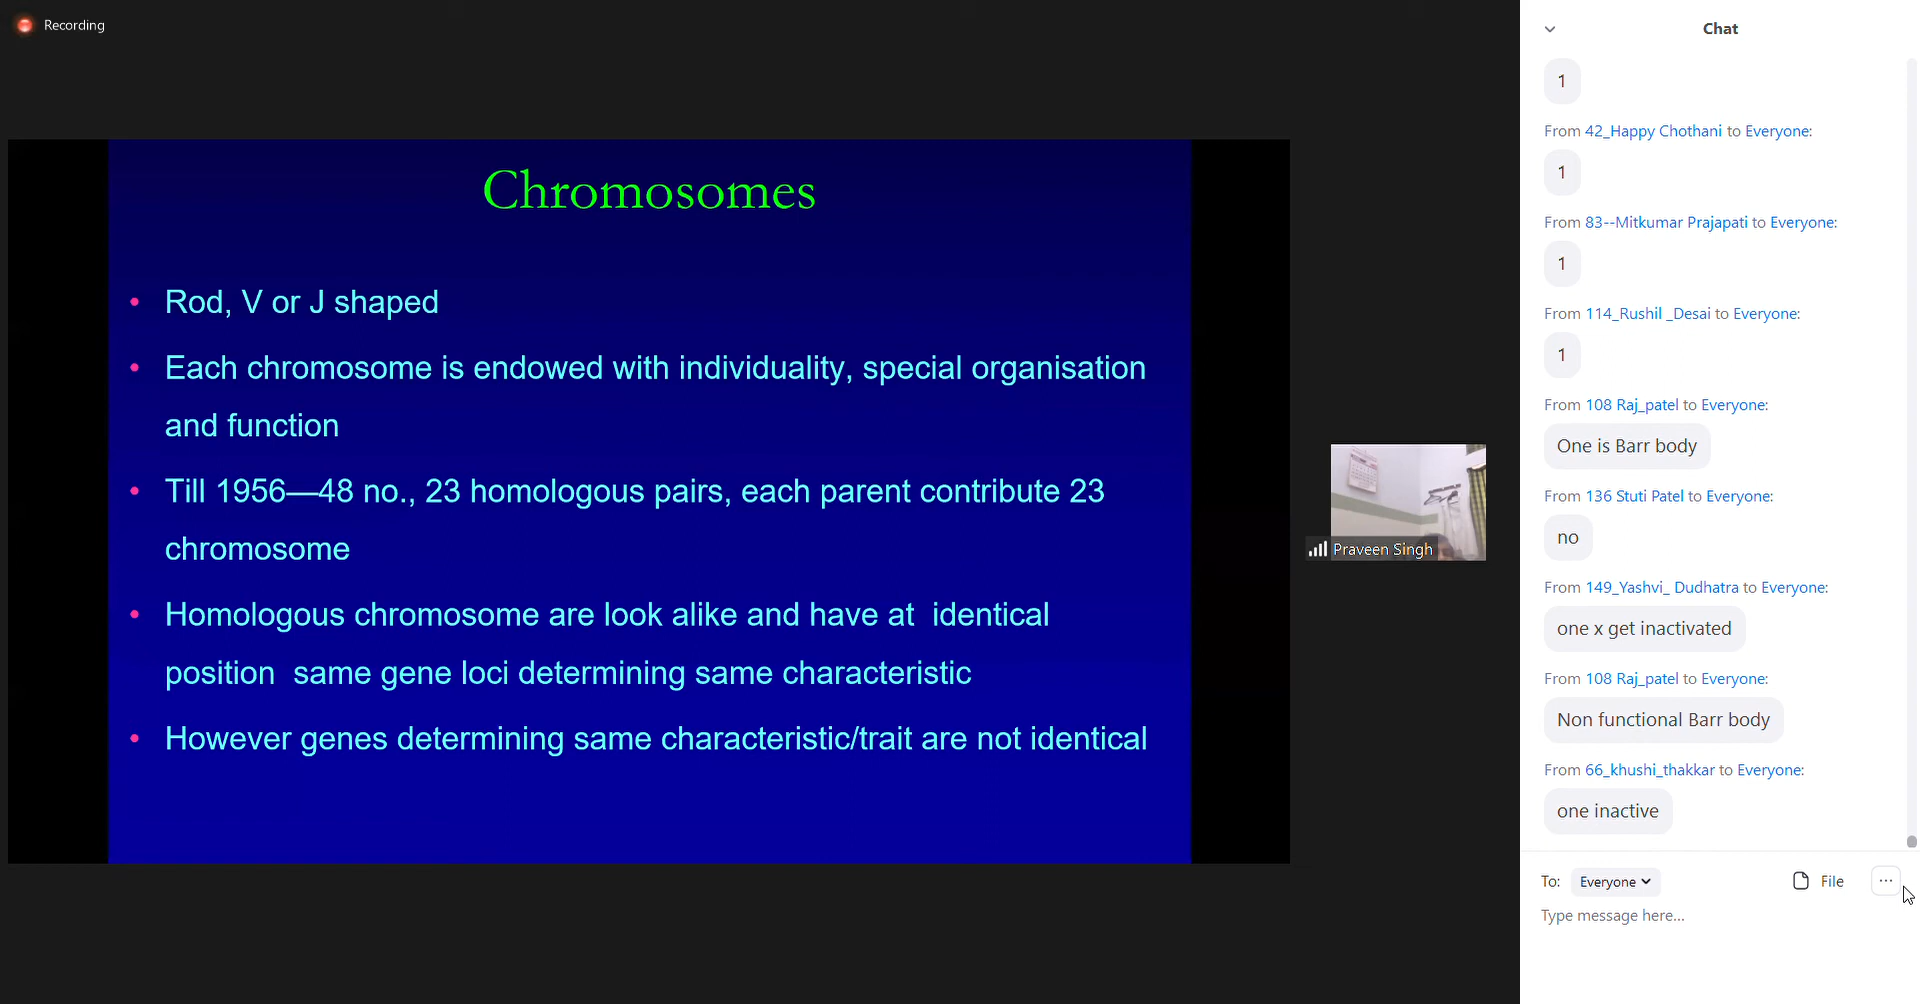 Recording
Chromosomes
• Rod, V or J shaped
• Each chromosome is endowed with individuality, special organisation
and function
• Till 1956—48 no., 23 homologous pairs, each parent contribute 23
chromosome
• Homologous chromosome are look alike and have at identical
position same gene loci determining same characteristic
• However genes determining same characteristic/trait are not identical
Praveen Singh
Chat
1
From 42_Happy Chothani to Everyone:
1
From 83--Mitkumar Prajapati to Everyone:
1
From 114_Rushil _Desai to Everyone:
1
From 108 Raj_patel to Everyone:
One is Barr body
From 136 Stuti Patel to Everyone:
no
From 149_Yashvi_ Dudhatra to Everyone:
one x get inactivated
From 108 Raj_patel to Everyone:
Non functional Barr body
From 66_khushi_thakkar to Everyone:
one inactive
To: Everyone File ...
Type message here...